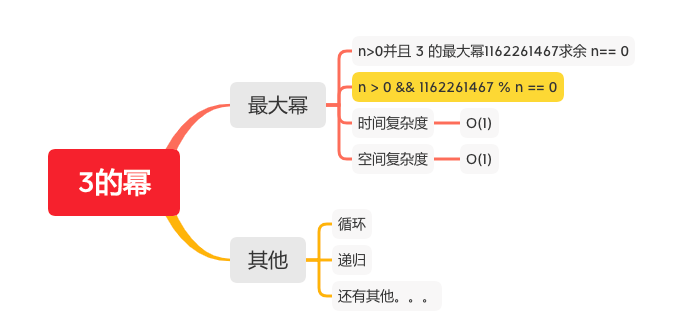 3的幂
最大幂
n>0并且 3 的最大幂1162261467求余 n== 0
n > 0 && 1162261467 % n == 0
时间复杂度
O(1)
空间复杂度
O(1)
其他
循环
递归
还有其他。。。